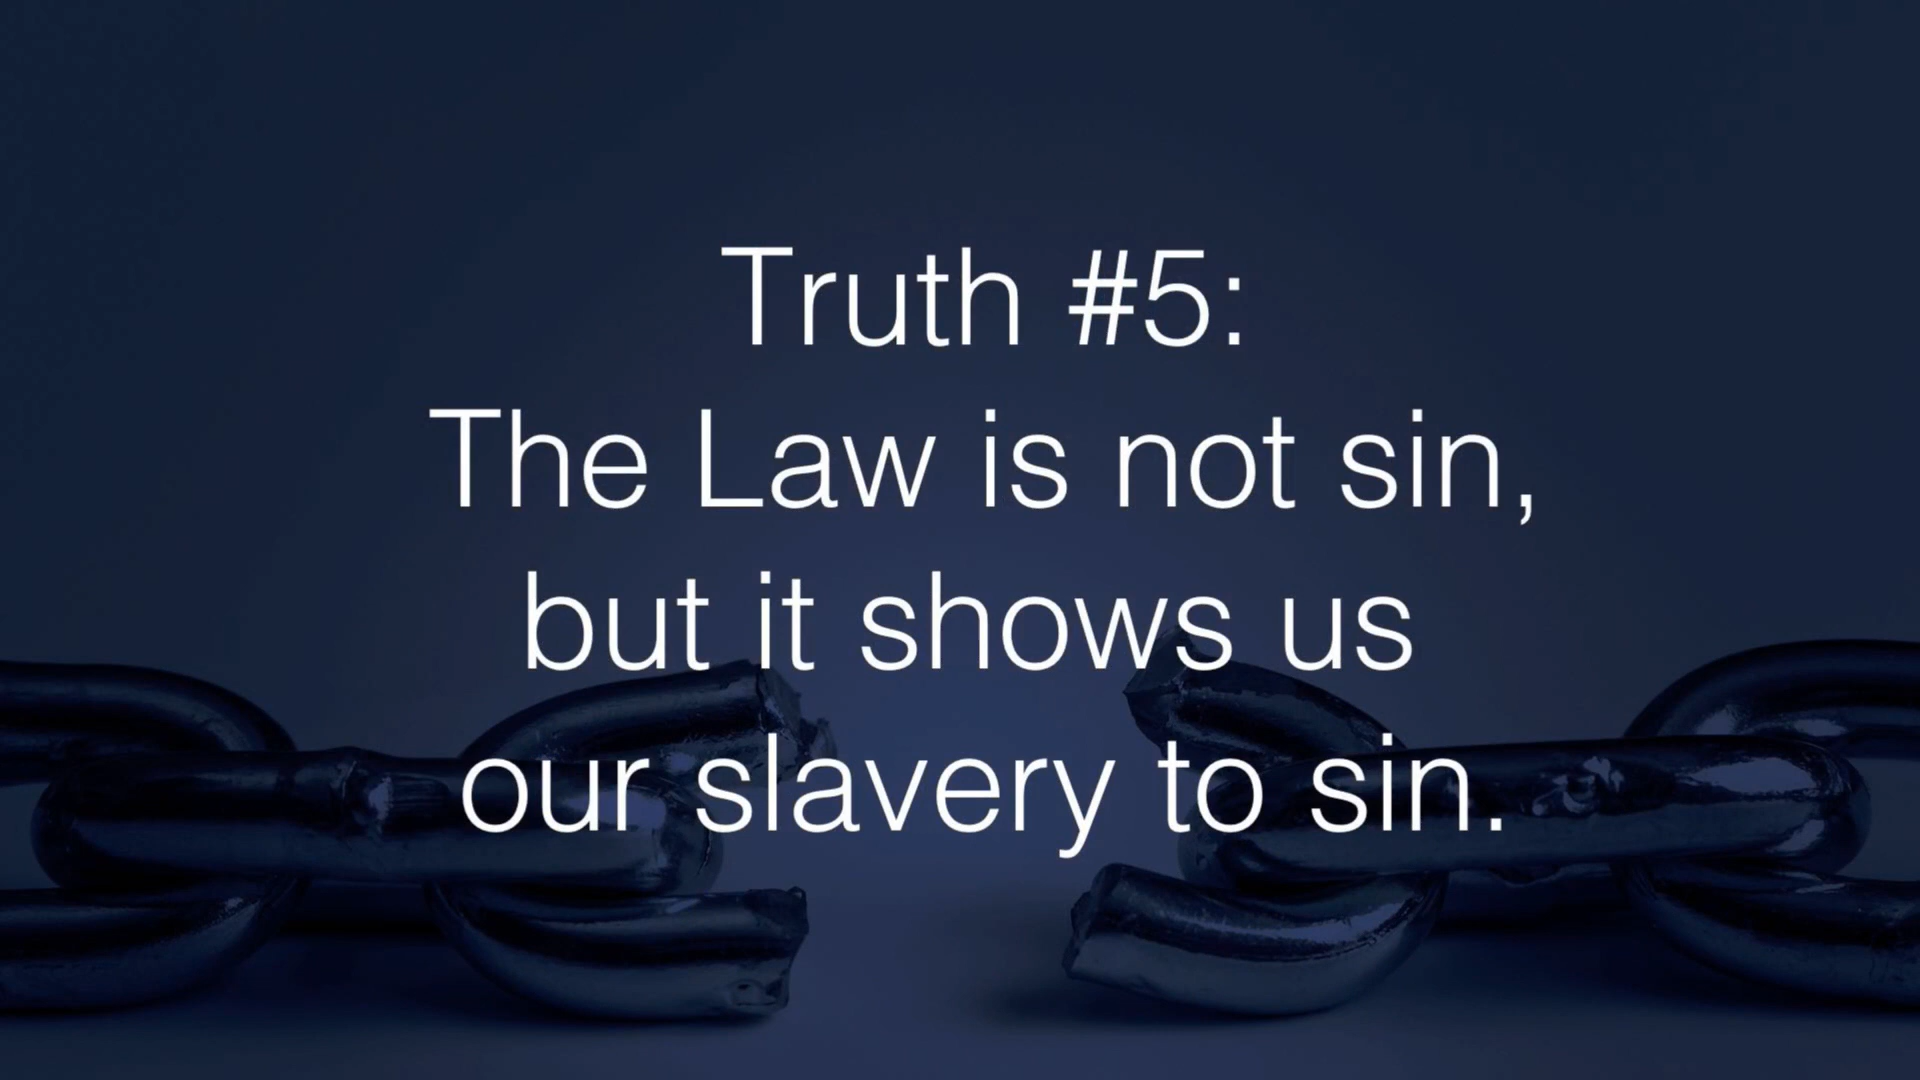 Truth #5:
The Law is not sin,
but it shows us
our slavery to sin.